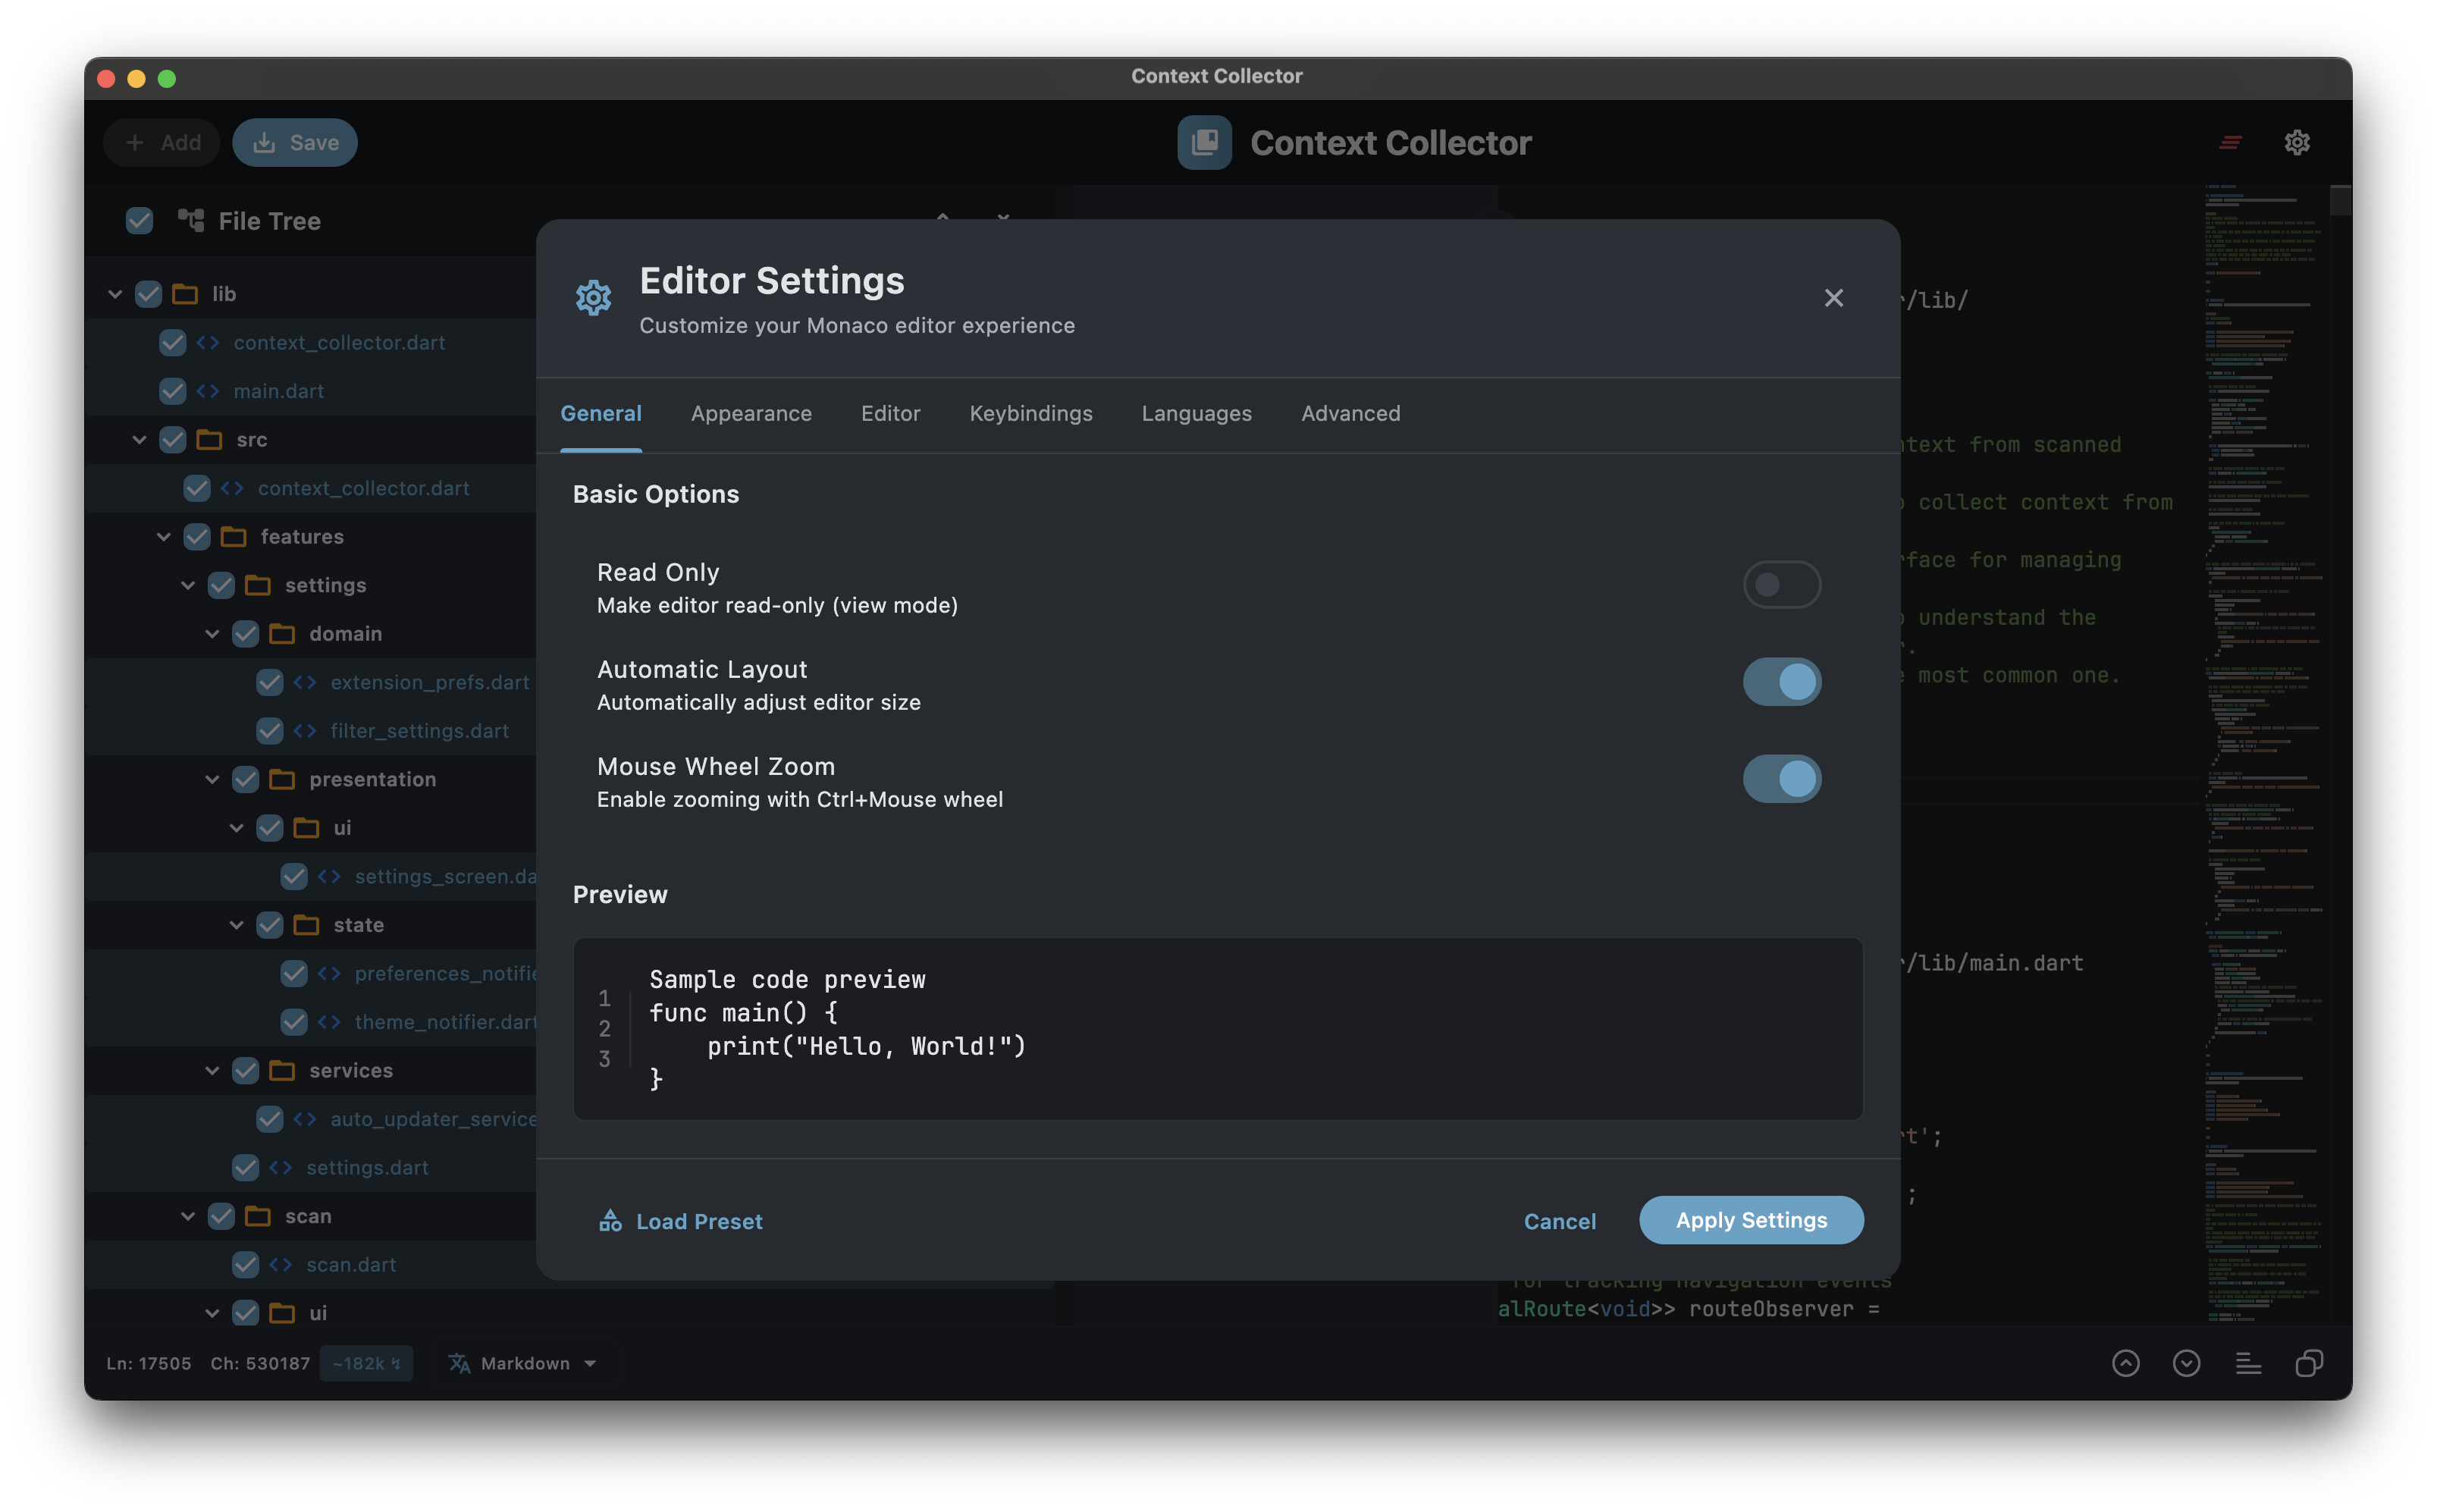 Context Collector
Add
Save
Context Collector
File Tree
lib
context_collector.dart
main.dart
src
context_collector.dart
features
settings
domain
extension_prefs.dart
filter_settings.dart
presentation
ui
settings_screen.da
state
preferences_notifie
theme_notifier.dart
services
auto_updater_service
settings.dart
scan
scan.dart
ui
Editor Settings
Customize your Monaco editor experience
General Appearance Editor Keybindings Languages Advanced
Basic Options
Read Only
Make editor read-only (view mode)
Automatic Layout
Automatically adjust editor size
Mouse Wheel Zoom
Enable zooming with Ctrl+Mouse wheel
Preview
1
2
3
Sample code preview
func main() {
    print("Hello, World!")
}
Load Preset
Cancel
Apply Settings
/lib/
text from scanned
collect context from
face for managing
understand the
.
most common one.
/lib/main.dart
t';
;
for tracking navigation events
alRoute<void>> routeObserver =
Ln: 17505 Ch: 530187 ~182k
Markdown